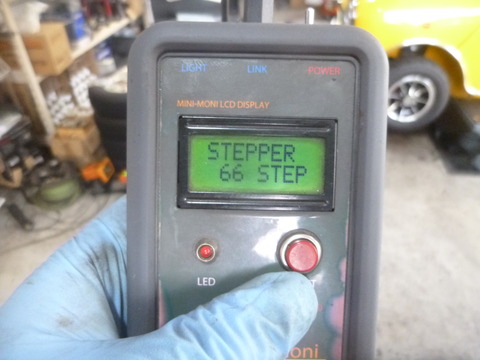 LIGHT LINK POWER
MINI-MONI LCD DISPLAY
STEPPER
66 STEP
LED